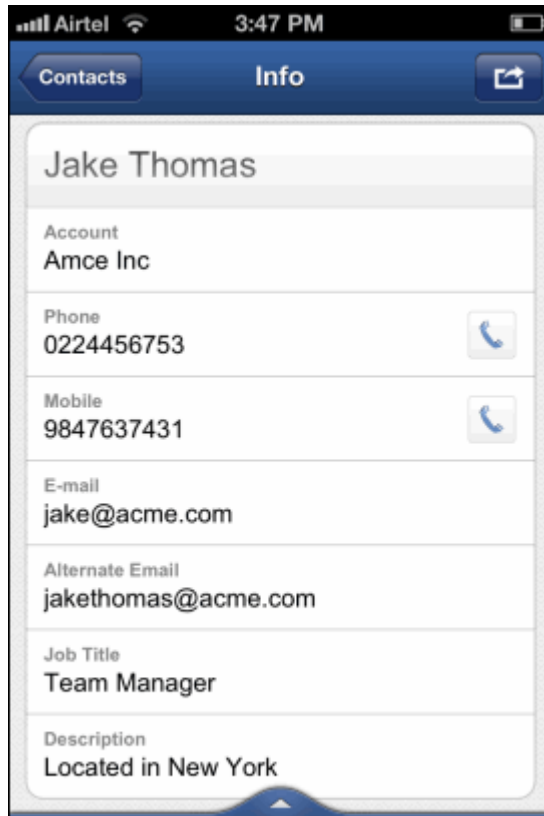 Airtel 3:47 PM
Contacts Info
Jake Thomas
Account
Amce Inc
Phone
0224456753
Mobile
9847637431
E-mail
jake@acme.com
Alternate Email
jakethomas@acme.com
Job Title
Team Manager
Description
Located in New York